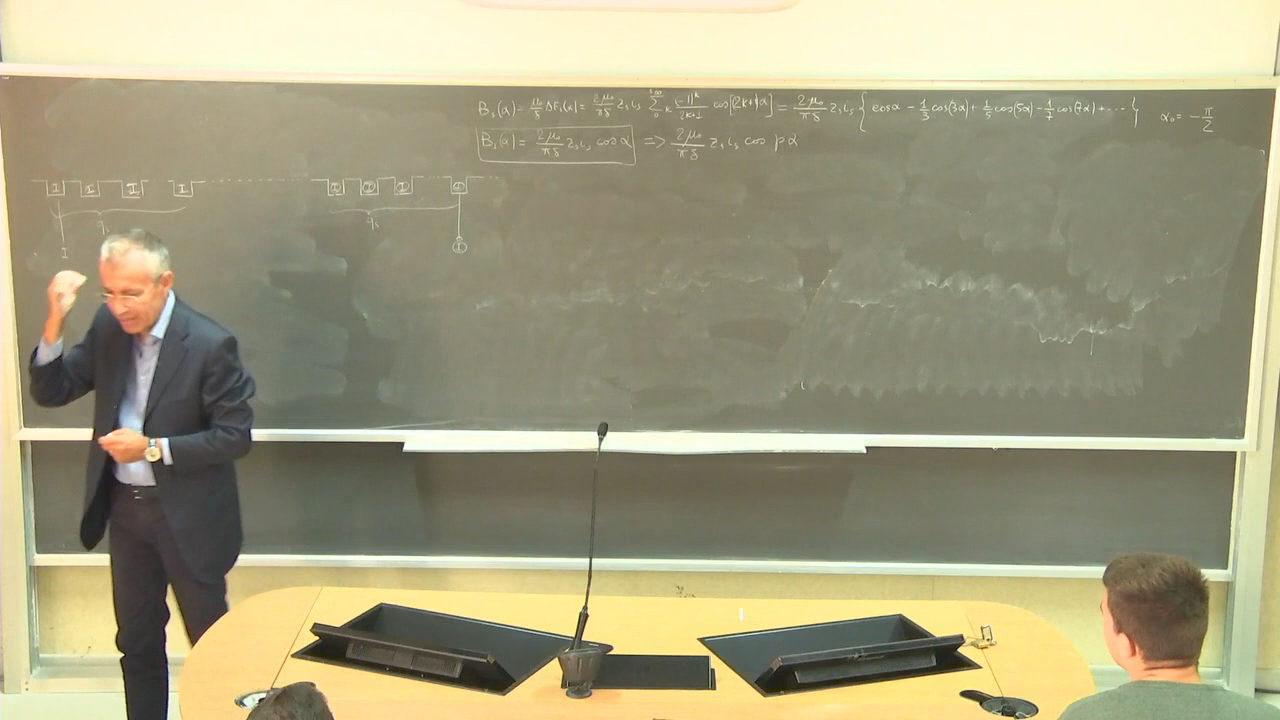 B_s(α) = μ₀/δ ΔF_s(α) = 2μ₀/πδ z_s i_s Σ_{k=0}^{+∞} (-1)^k/(2k+1) cos[(2k+1)α] = 2μ₀/πδ z_s i_s { cosα - 1/3 cos(3α) + 1/5 cos(5α) - 1/7 cos(7α) + ... } α₀ = -π/2
B_s(α) = 2μ₀/πδ z_s i_s cosα => 2μ₀/πδ z_s i_s cos pα
I I I I I I I I
q_s q_s
I I